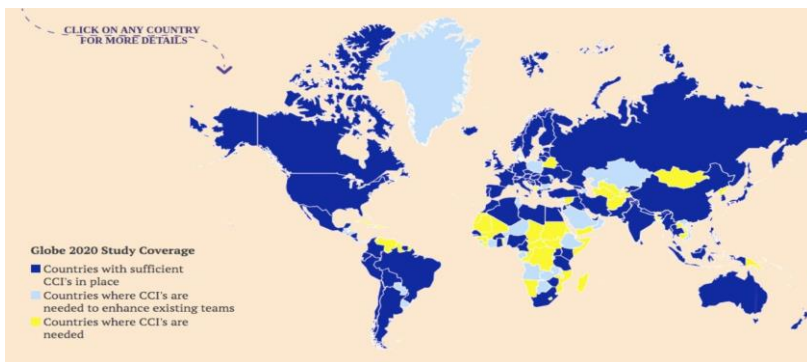 CLICK ON ANY COUNTRY
FOR MORE DETAILS
Globe 2020 Study Coverage
Countries with sufficient
CCI's in place
Countries where CCI's are
needed to enhance existing teams
Countries where CCI's are
needed